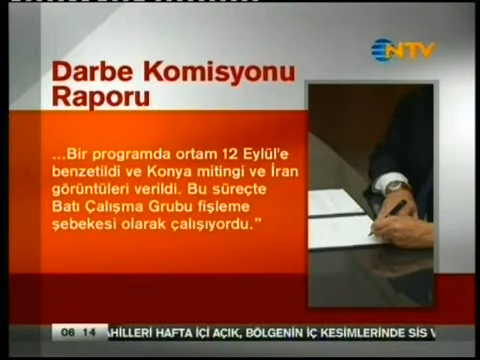 NTV
Darbe Komisyonu
Raporu
...Bir programda ortam 12 Eylül'e
benzetildi ve Konya mitingi ve İran
görüntüleri verildi. Bu süreçte
Batı Çalışma Grubu fişleme
şebekesi olarak çalışıyordu.”
06 14 AHİLLERİ HAFTA İÇİ AÇIK, BÖLGENİN İÇ KESİMLERİNDE SİS V